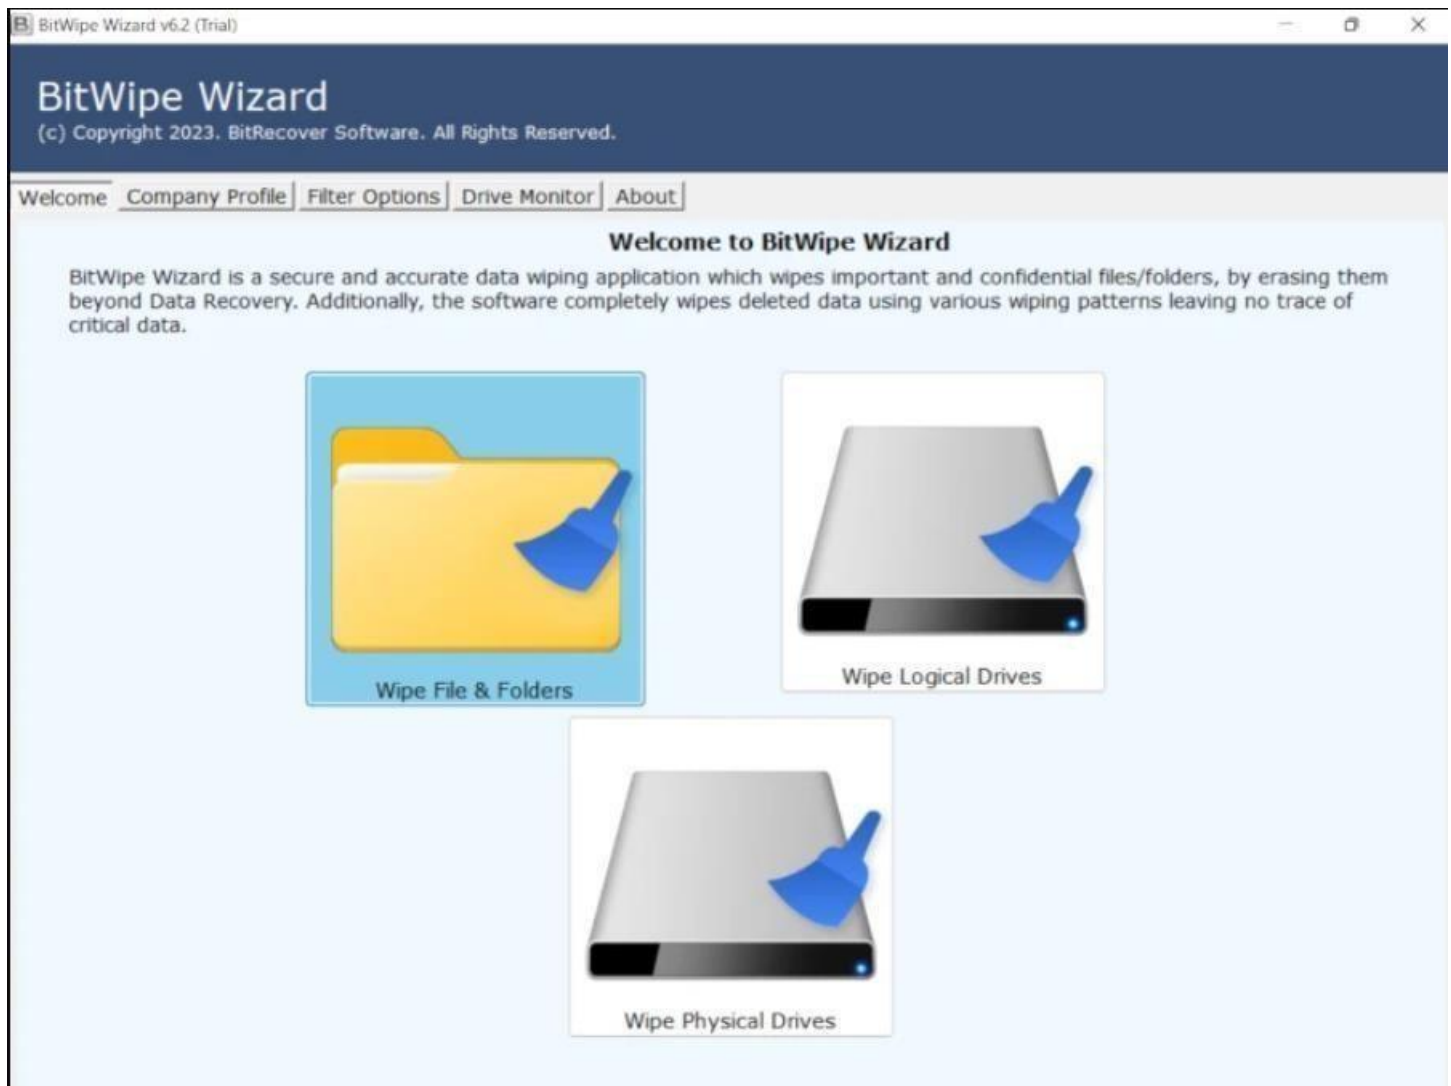 BitWipe Wizard v6.2 (Trial)
BitWipe Wizard
(c) Copyright 2023. BitRecover Software. All Rights Reserved.
Welcome Company Profile Filter Options Drive Monitor About
Welcome to BitWipe Wizard
BitWipe Wizard is a secure and accurate data wiping application which wipes important and confidential files/folders, by erasing them
beyond Data Recovery. Additionally, the software completely wipes deleted data using various wiping patterns leaving no trace of
critical data.
Wipe File & Folders
Wipe Logical Drives
Wipe Physical Drives